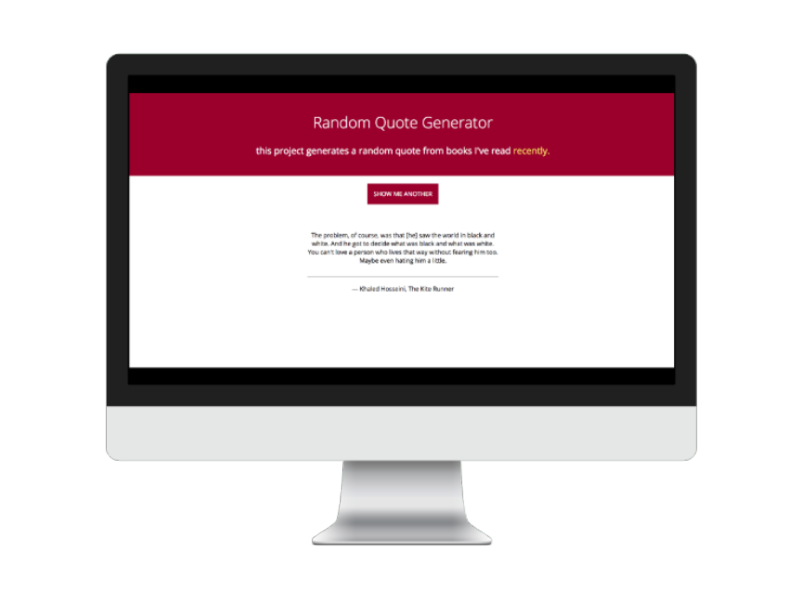 Random Quote Generator
this project generates a random quote from books I've read recently.
SHOW ME ANOTHER
The problem, of course, was that [he] saw the world in black and
white. And he got to decide what was black and what was white.
You can't love a person who lives that way without fearing him too.
Maybe even hating him a little.
-- Khaled Hosseini, The Kite Runner